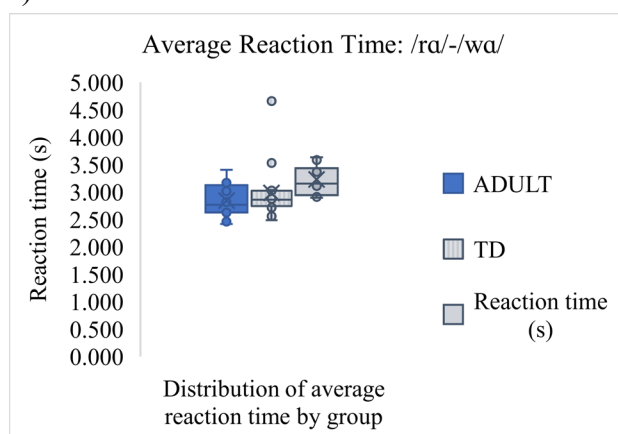 )
Average Reaction Time: /rɑ/-/wɑ/
5.000
4.500
4.000
3.500
3.000
2.500
2.000
1.500
1.000
0.500
0.000
Reaction time (s)
ADULT
TD
Reaction time
(s)
Distribution of average
reaction time by group